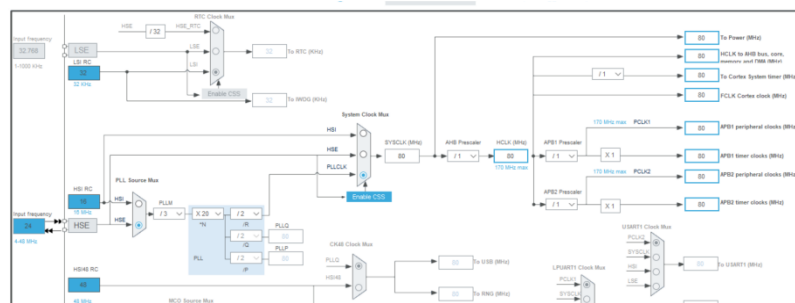 RTC Clock Mux
HSE
/ 32
HSE_RTC
Input frequency
32.768
1-1000 KHz
LSE
LSE
32
To RTC (KHz)
LSI RC
32
32 KHz
LSI
Enable CSS
32
To IWDG (KHz)
System Clock Mux
HSI
HSE
PLLCLK
Enable CSS
SYSCLK (MHz)
80
AHB Prescaler
/ 1
HCLK (MHz)
80
170 MHz max
80
To Power (MHz)
80
HCLK to AHB bus, core,
memory and DMA (MHz)
/ 1
80
To Cortex System timer (MHz)
80
FCLK Cortex clock (MHz)
APB1 Prescaler
/ 1
170 MHz max
PCLK1
80
APB1 peripheral clocks (MHz)
X 1
80
APB1 timer clocks (MHz)
APB2 Prescaler
/ 1
170 MHz max
PCLK2
80
APB2 peripheral clocks (MHz)
X 1
80
APB2 timer clocks (MHz)
HSI RC
16
16 MHz
PLL Source Mux
HSI
HSE
Input frequency
24
4-48 MHz
HSE
PLLM
/ 3
X 20
*N
/ 2
/R
/ 2
/Q
/ 2
/P
PLL
PLLQ
80
PLLP
80
HSI48 RC
48
48 MHz
MCO Source Mux
CK48 Clock Mux
PLLQ
HSI48
80
To USB (MHz)
80
To RNG (MHz)
LPUART1 Clock Mux
PCLK1
SYSCLK
USART1 Clock Mux
PCLK2
SYSCLK
HSI
LSE
80
To USART1 (MHz)